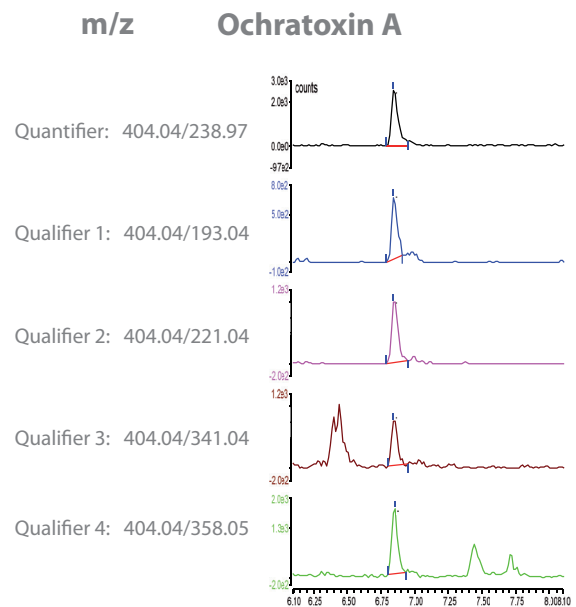 m/z Ochratoxin A
3.0e3 counts
2.0e3
Quantifier: 404.04/238.97
0.0e0
-97e2
8.0e2
5.0e2
Qualifier 1: 404.04/193.04
-1.0e2
1.2e3
Qualifier 2: 404.04/221.04
-2.0e2
1.2e3
Qualifier 3: 404.04/341.04
-2.0e2
2.0e3
1.3e3
Qualifier 4: 404.04/358.05
-2.0e2
6.10 6.25 6.50 6.75 7.00 7.25 7.50 7.75 8.00 8.10